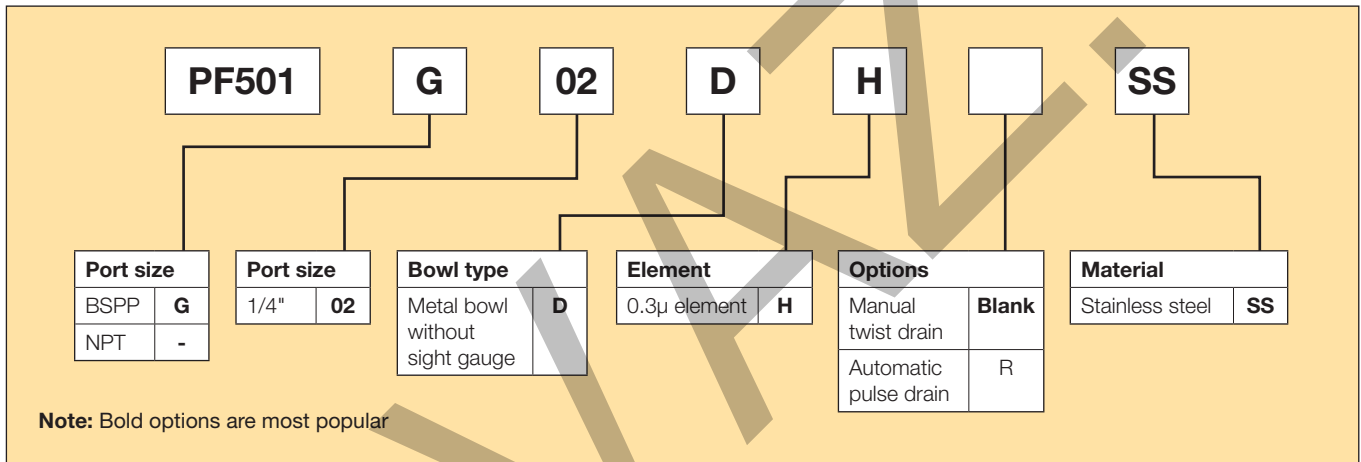 PF501 G 02 D H SS
Port size
BSPP G
NPT -
Port size
1/4" 02
Bowl type
Metal bowl D
without
sight gauge
Element
0.3µ element H
Options
Manual Blank
twist drain
Automatic R
pulse drain
Material
Stainless steel SS
Note: Bold options are most popular